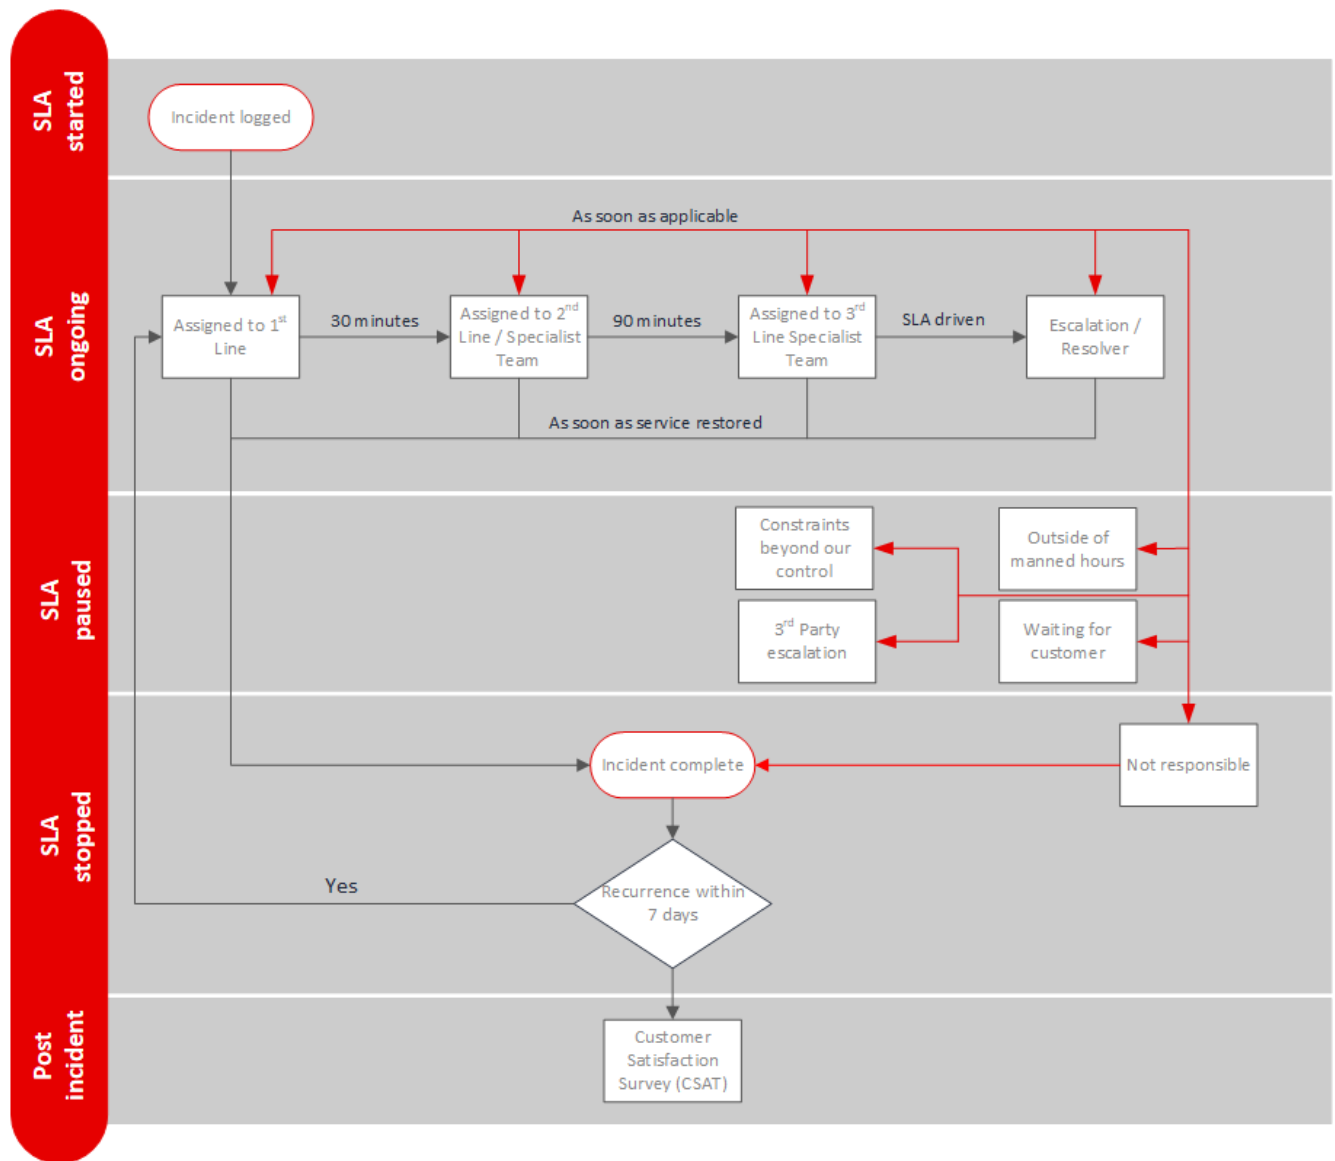 SLA
started
Incident logged
SLA
ongoing
As soon as applicable
Assigned to 1st
Line
30 minutes
Assigned to 2nd
Line / Specialist
Team
90 minutes
Assigned to 3rd
Line Specialist
Team
SLA driven
Escalation /
Resolver
As soon as service restored
SLA
paused
Constraints
beyond our
control
Outside of
manned hours
3rd Party
escalation
Waiting for
customer
SLA
stopped
Incident complete
Not responsible
Yes
Recurrence within
7 days
Post
incident
Customer
Satisfaction
Survey (CSAT)